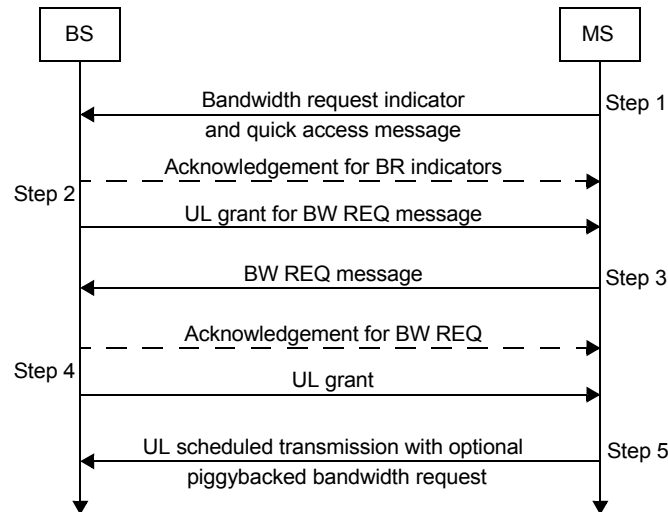 BS
MS
Step 1
Bandwidth request indicator
and quick access message
Acknowledgement for BR indicators
Step 2
UL grant for BW REQ message
BW REQ message
Step 3
Acknowledgement for BW REQ
Step 4
UL grant
UL scheduled transmission with optional
Step 5
piggybacked bandwidth request